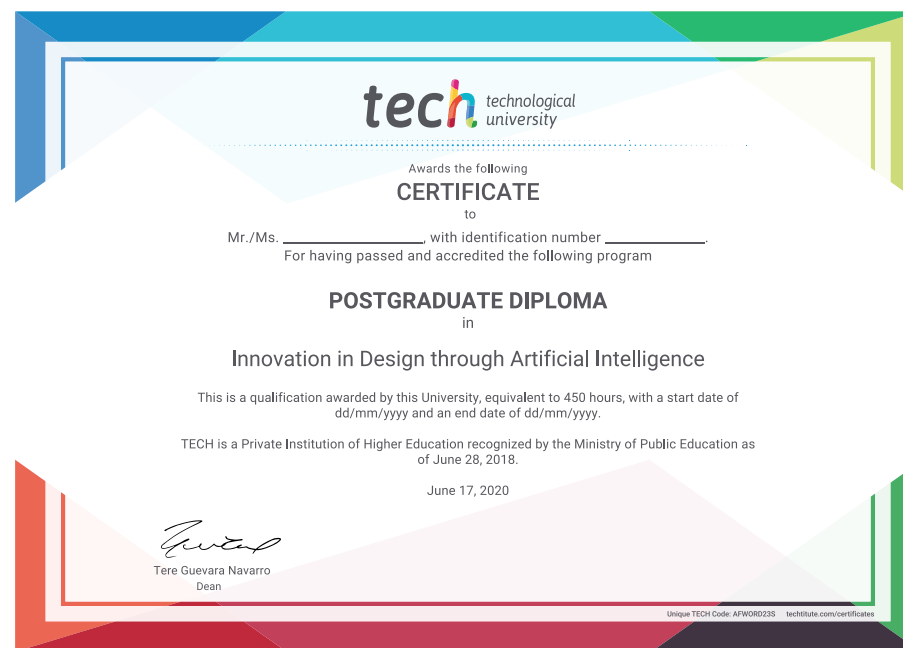 tech technological
university
Awards the following
CERTIFICATE
to
Mr./Ms. ____________________, with identification number ______________.
For having passed and accredited the following program
POSTGRADUATE DIPLOMA
in
Innovation in Design through Artificial Intelligence
This is a qualification awarded by this University, equivalent to 450 hours, with a start date of
dd/mm/yyyy and an end date of dd/mm/yyyy.
TECH is a Private Institution of Higher Education recognized by the Ministry of Public Education as
of June 28, 2018.
June 17, 2020
Tere Guevara Navarro
Dean
Unique TECH Code: AFWORD23S techtitute.com/certificates